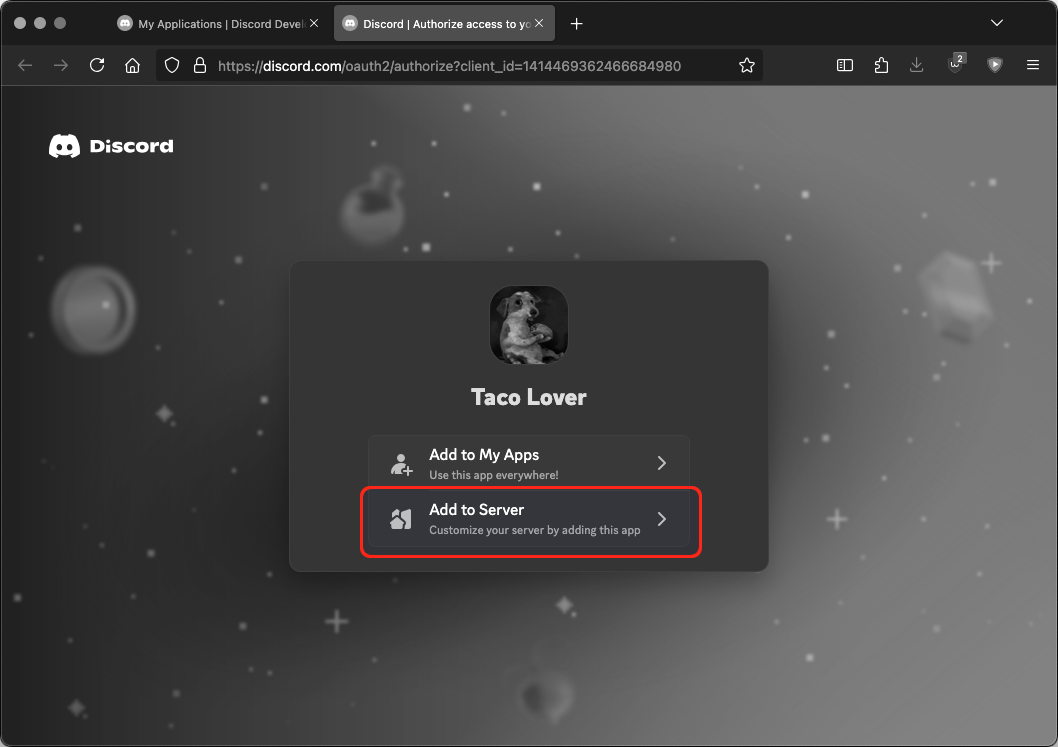 My Applications | Discord Devel
Discord | Authorize access to yo
https://discord.com/oauth2/authorize?client_id=1414469362466684980
2
Discord
Taco Lover
Add to My Apps
Use this app everywhere!
Add to Server
Customize your server by adding this app